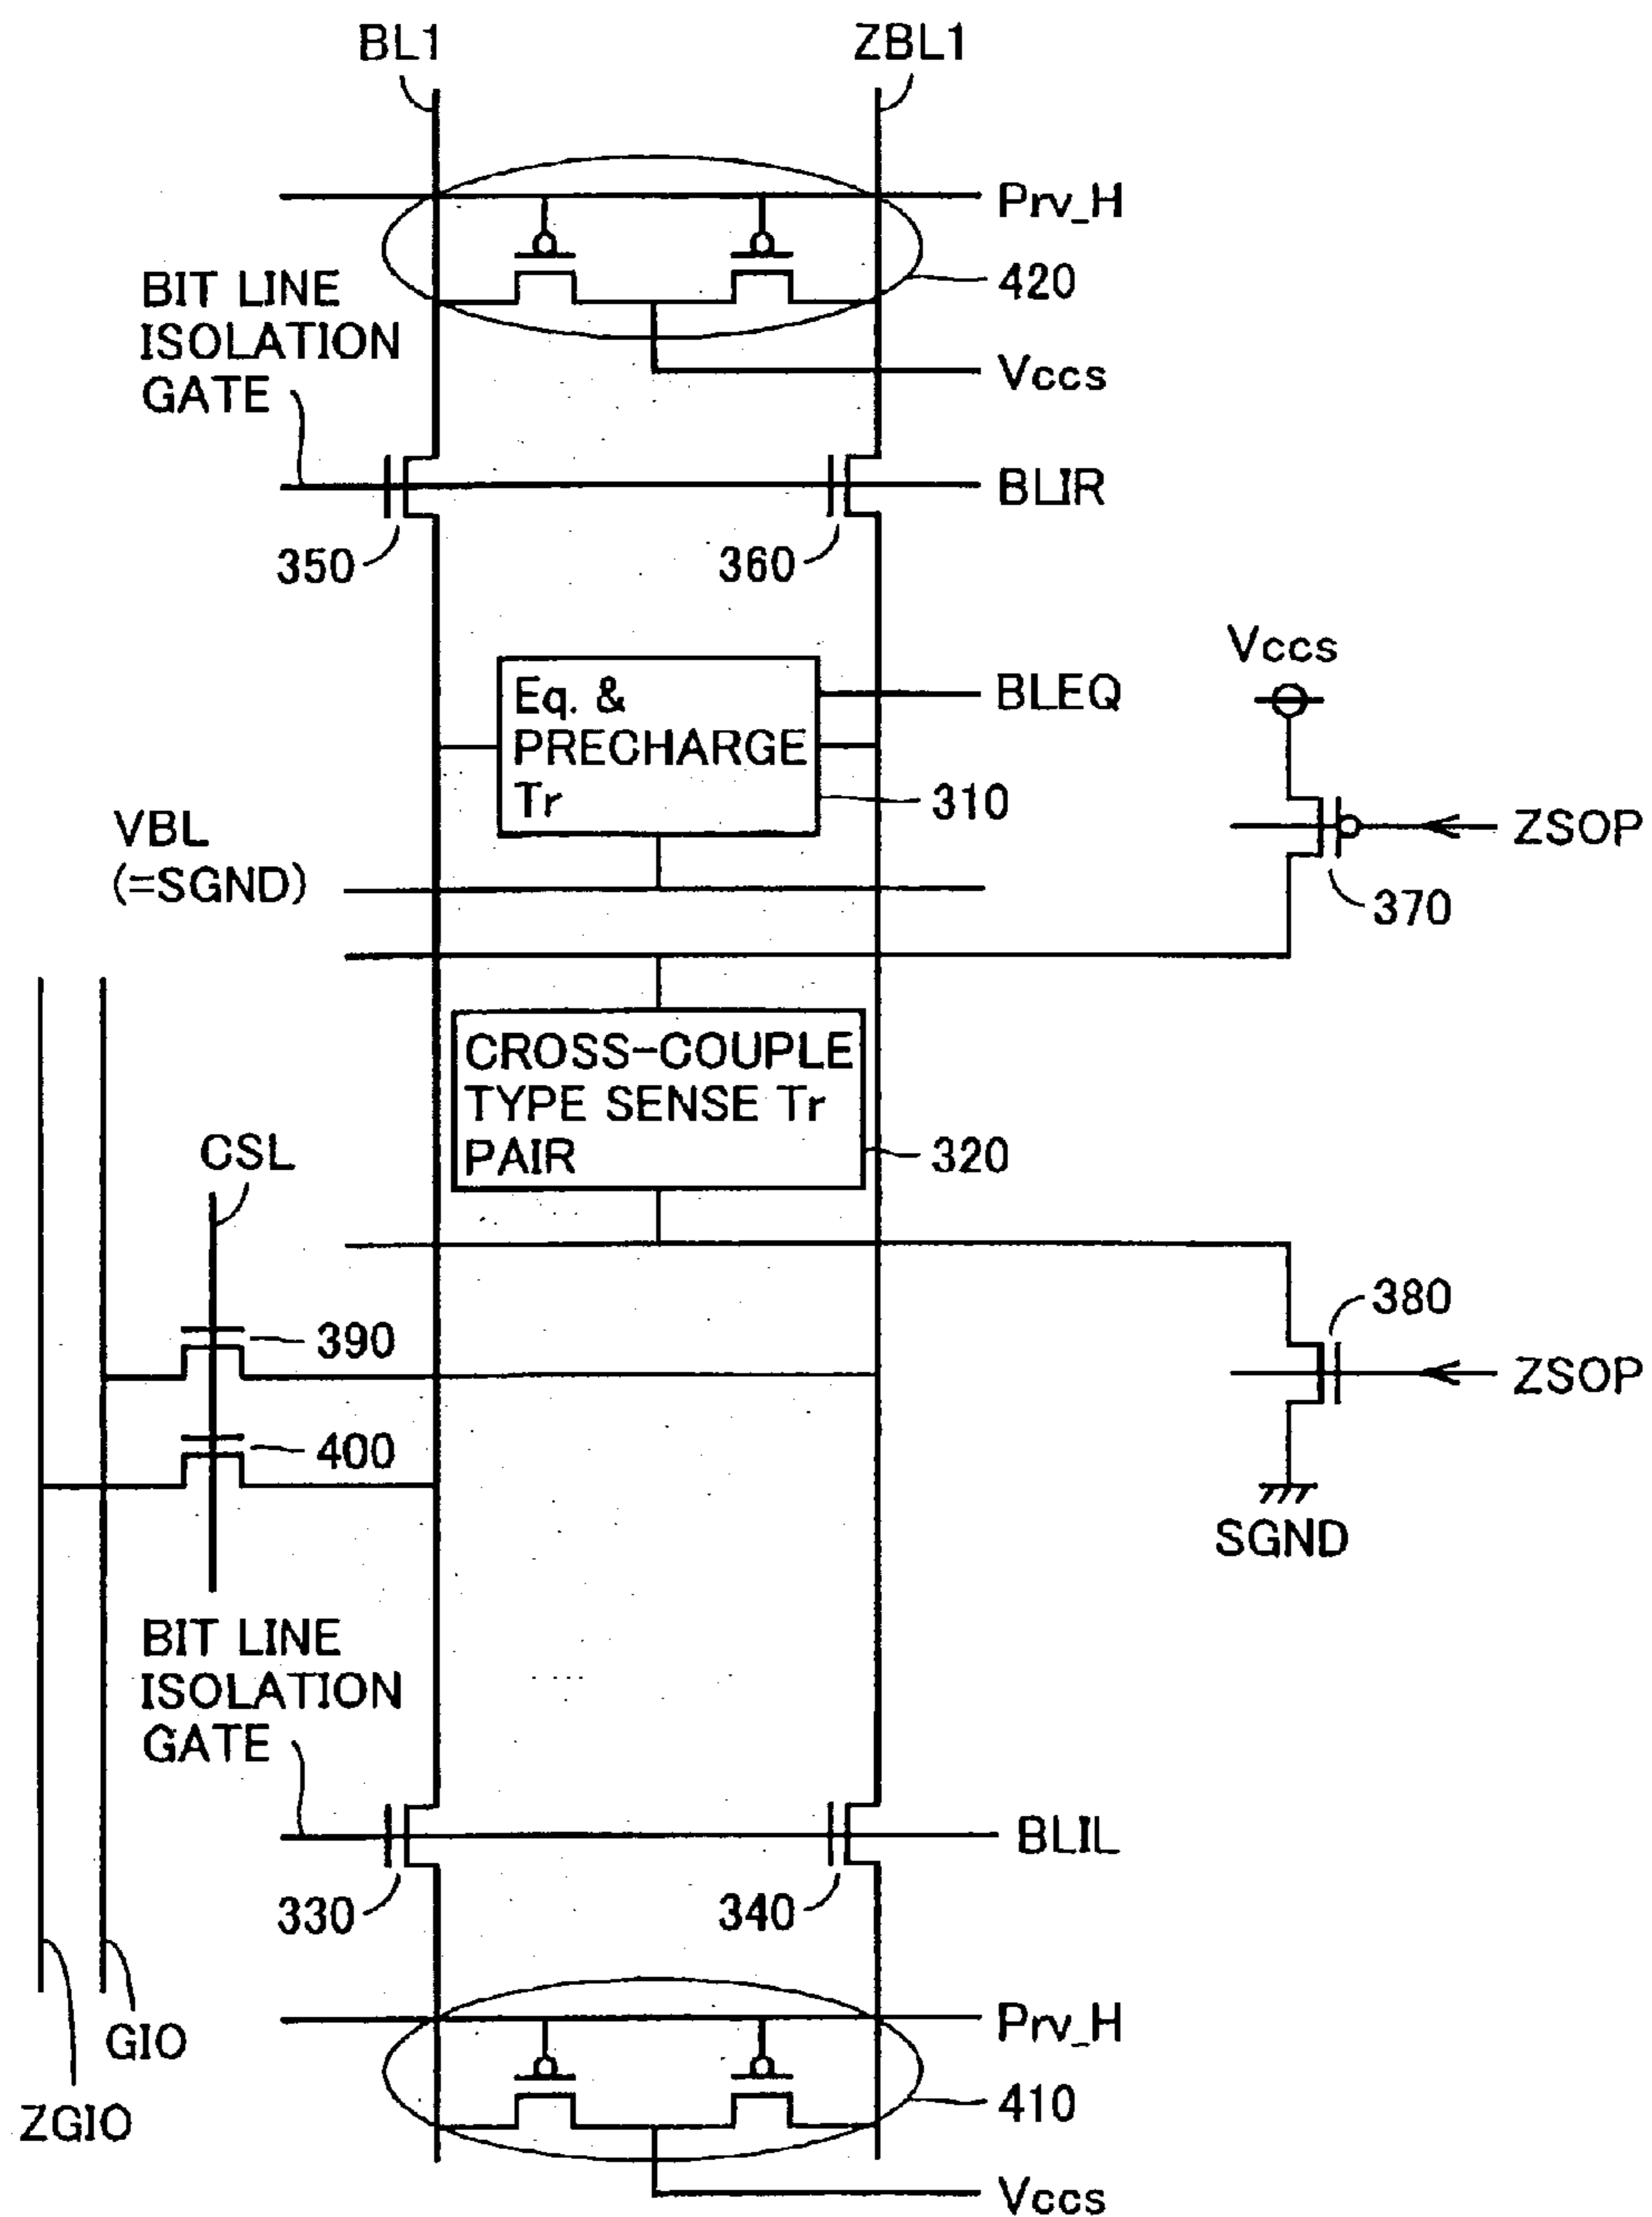 BL1
ZBL1
Prv_H
BIT LINE
ISOLATION
GATE
420
Vccs
BLIR
350
360
Vccs
Eq. &
PRECHARGE
Tr
BLEQ
310
VBL
(=SGND)
ZSOP
370
CROSS-COUPLE
TYPE SENSE Tr
PAIR
320
CSL
390
380
ZSOP
400
SGND
BIT LINE
ISOLATION
GATE
BLIL
330
340
GIO
ZGIO
Prv_H
410
Vccs